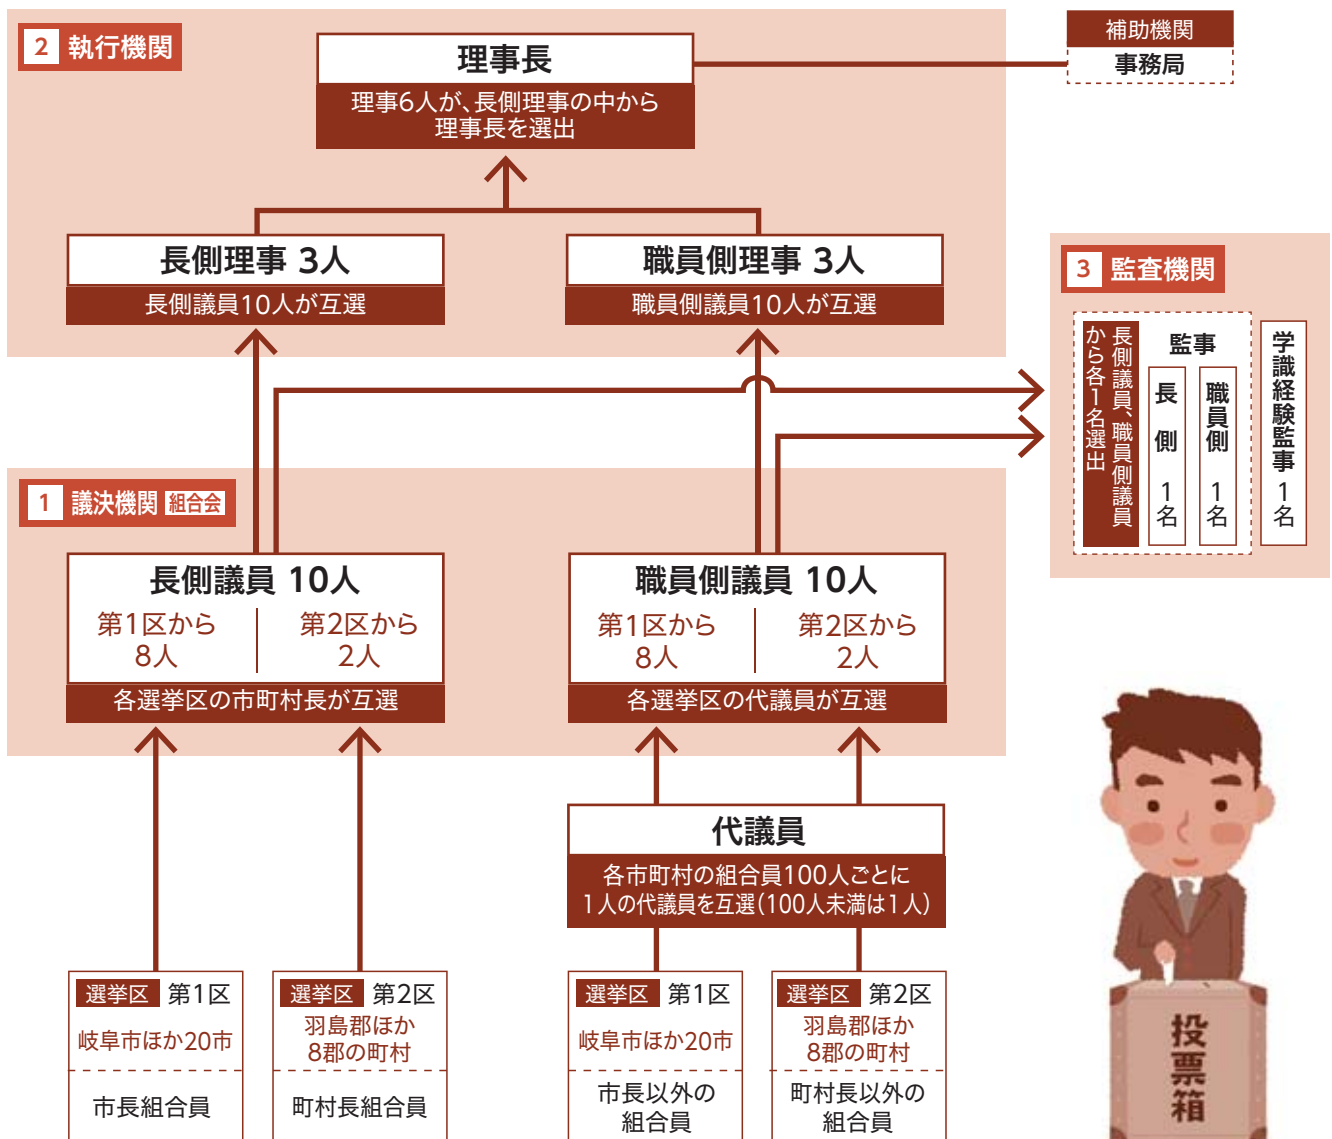 2 執行機関
理事長
理事6人が、長側理事の中から
理事長を選出
補助機関
事務局
長側理事 3人
長側議員10人が互選
職員側理事 3人
職員側議員10人が互選
3 監査機関
長側議員、職員側議員
から各1名選出
監事
長側 1名
職員側 1名
学識経験監事 1名
1 議決機関 組合会
長側議員 10人
第1区から
8人
第2区から
2人
各選挙区の市町村長が互選
職員側議員 10人
第1区から
8人
第2区から
2人
各選挙区の代議員が互選
代議員
各市町村の組合員100人ごとに
1人の代議員を互選(100人未満は1人)
選挙区 第1区
岐阜市ほか20市
市長組合員
選挙区 第2区
羽島郡ほか
8郡の町村
町村長組合員
選挙区 第1区
岐阜市ほか20市
市長以外の
組合員
選挙区 第2区
羽島郡ほか
8郡の町村
町村長以外の
組合員
投票箱